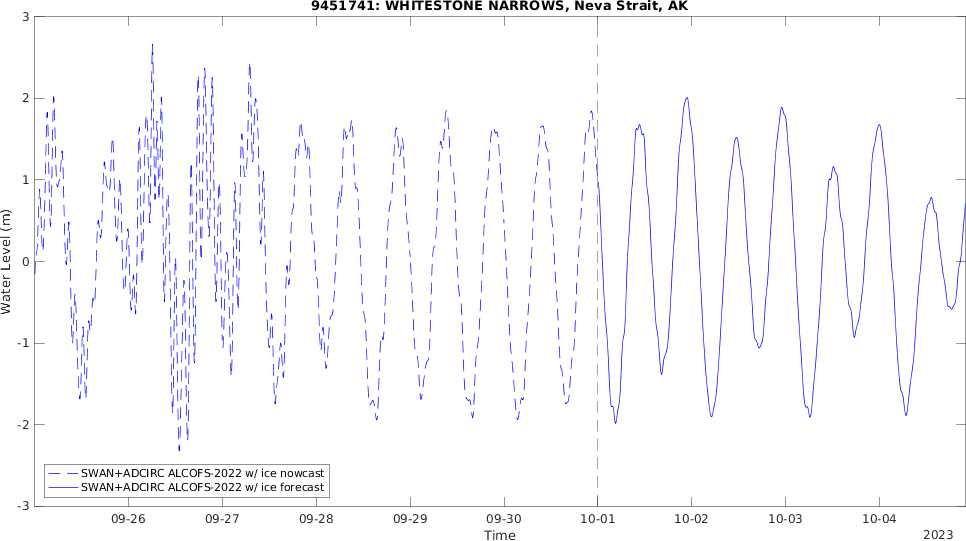 9451741: WHITESTONE NARROWS, Neva Strait, AK
3
2
1
0
-1
-2
-3
Water Level (m)
SWAN+ADCIRC ALCOFS-2022 w/ ice nowcast
SWAN+ADCIRC ALCOFS-2022 w/ ice forecast
09-26 09-27 09-28 09-29 09-30 10-01 10-02 10-03 10-04
Time
2023